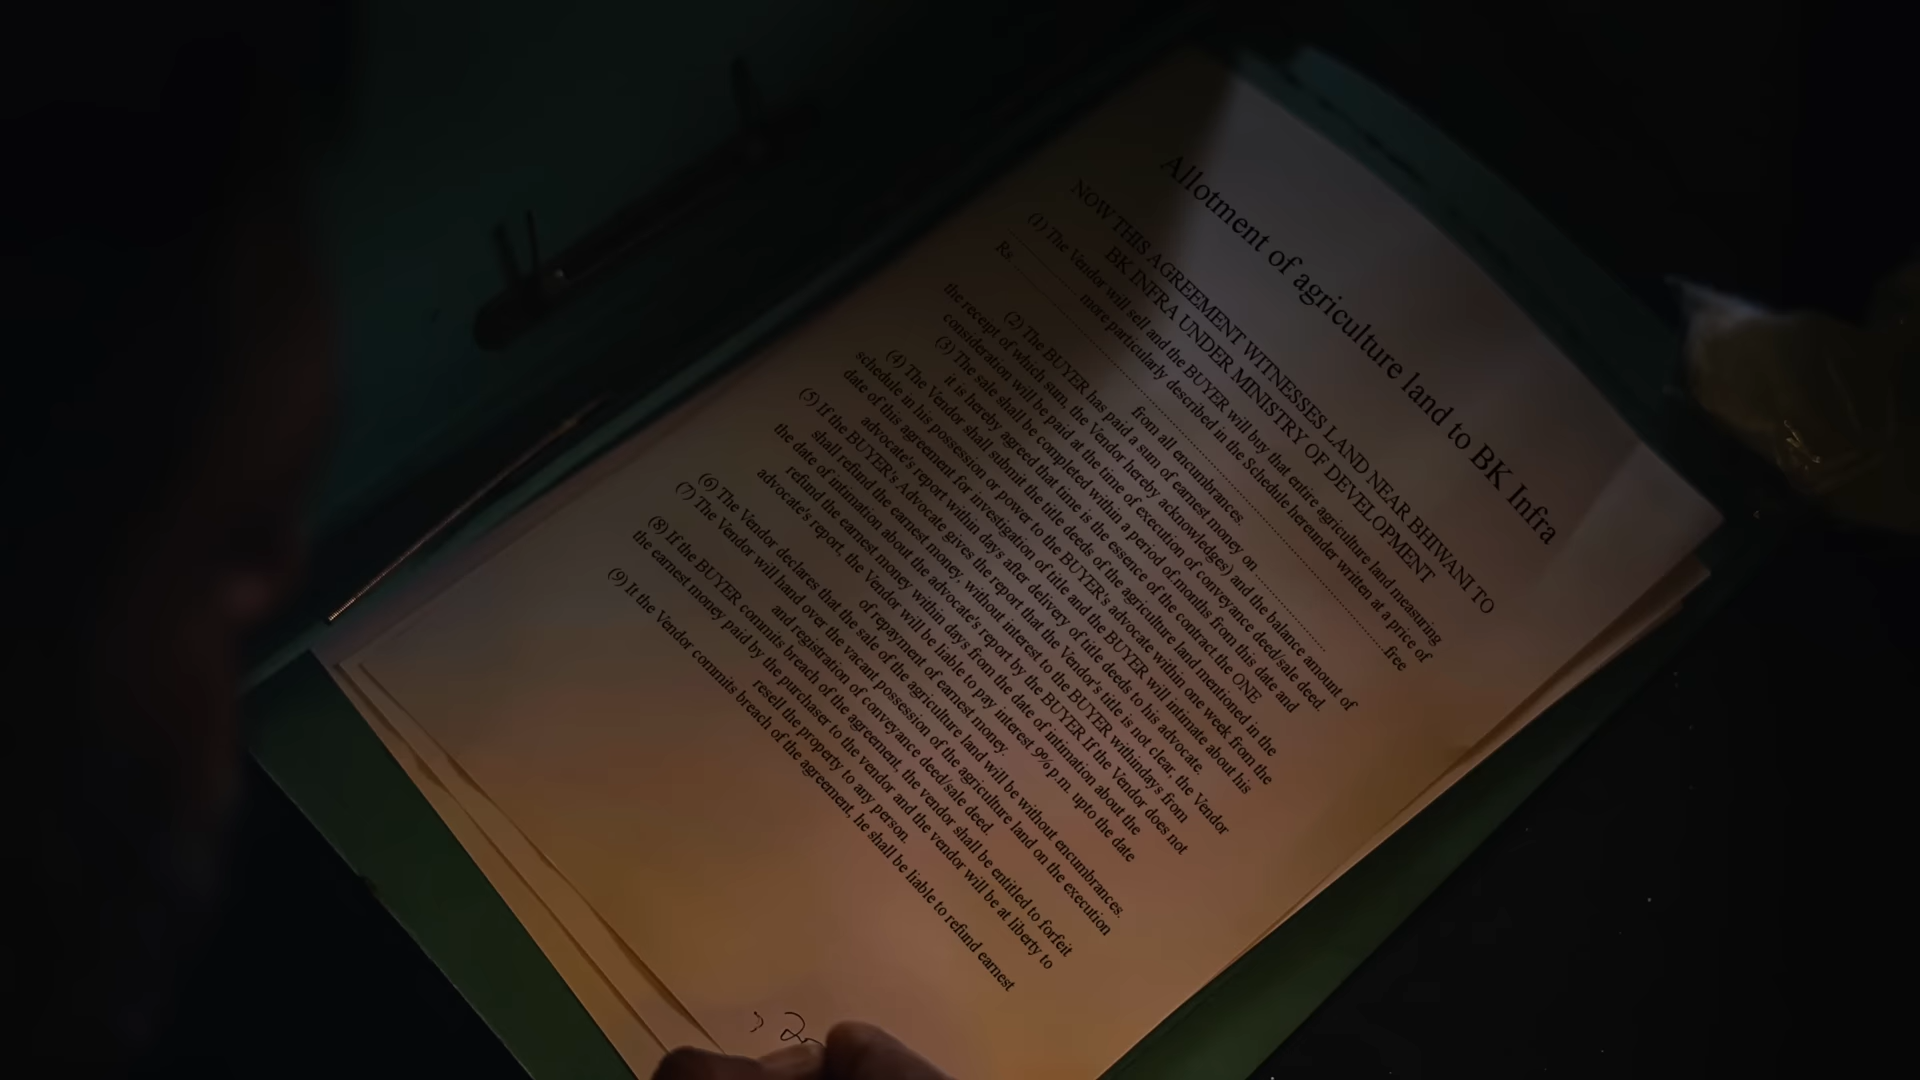 Allotment of agriculture land to BK Infra
NOW THIS AGREEMENT WITNESSES LAND NEAR BHIWANI TO
BK INFRA UNDER MINISTRY OF DEVELOPMENT
(1) The Vendor will sell and the BUYER will buy that entire agriculture land measuring
more particularly described in the Schedule hereunder written at a price of
Rs ........................ free
from all encumbrances.
(2) The BUYER has paid a sum of earnest money on ........................
the receipt of which sum, the Vendor hereby acknowledges) and the balance amount of
consideration will be paid at the time of execution of conveyance deed/sale deed.
(3) The sale shall be completed within a period of months from this date and
it is hereby agreed that time is the essence of the contract the ONE
(4) The Vendor shall submit the title deeds of the agriculture land mentioned in the
schedule in his possession or power to the BUYER's advocate within one week from the
date of this agreement for investigation of title and the BUYER will intimate about his
advocate's report within days after delivery of title deeds to his advocate.
(5) If the BUYER's Advocate gives the report that the Vendor's title is not clear, the Vendor
shall refund the earnest money, without interest to the BUYER withindays from
the date of intimation about the advocate's report by the BUYER If the Vendor does not
refund the earnest money within days from the date of intimation about the
advocate's report, the Vendor will be liable to pay interest 9% p.m. upto the date
of repayment of earnest money.
(6) The Vendor declares that the sale of the agriculture land will be without encumbrances.
(7) The Vendor will hand over the vacant possession of the agriculture land on the execution
and registration of conveyance deed/sale deed.
(8) If the BUYER commits breach of the agreement, the vendor shall be entitled to forfeit
the earnest money paid by the purchaser to the vendor and the vendor will be at liberty to
resell the property to any person.
(9) It the Vendor commits breach of the agreement, he shall be liable to refund earnest